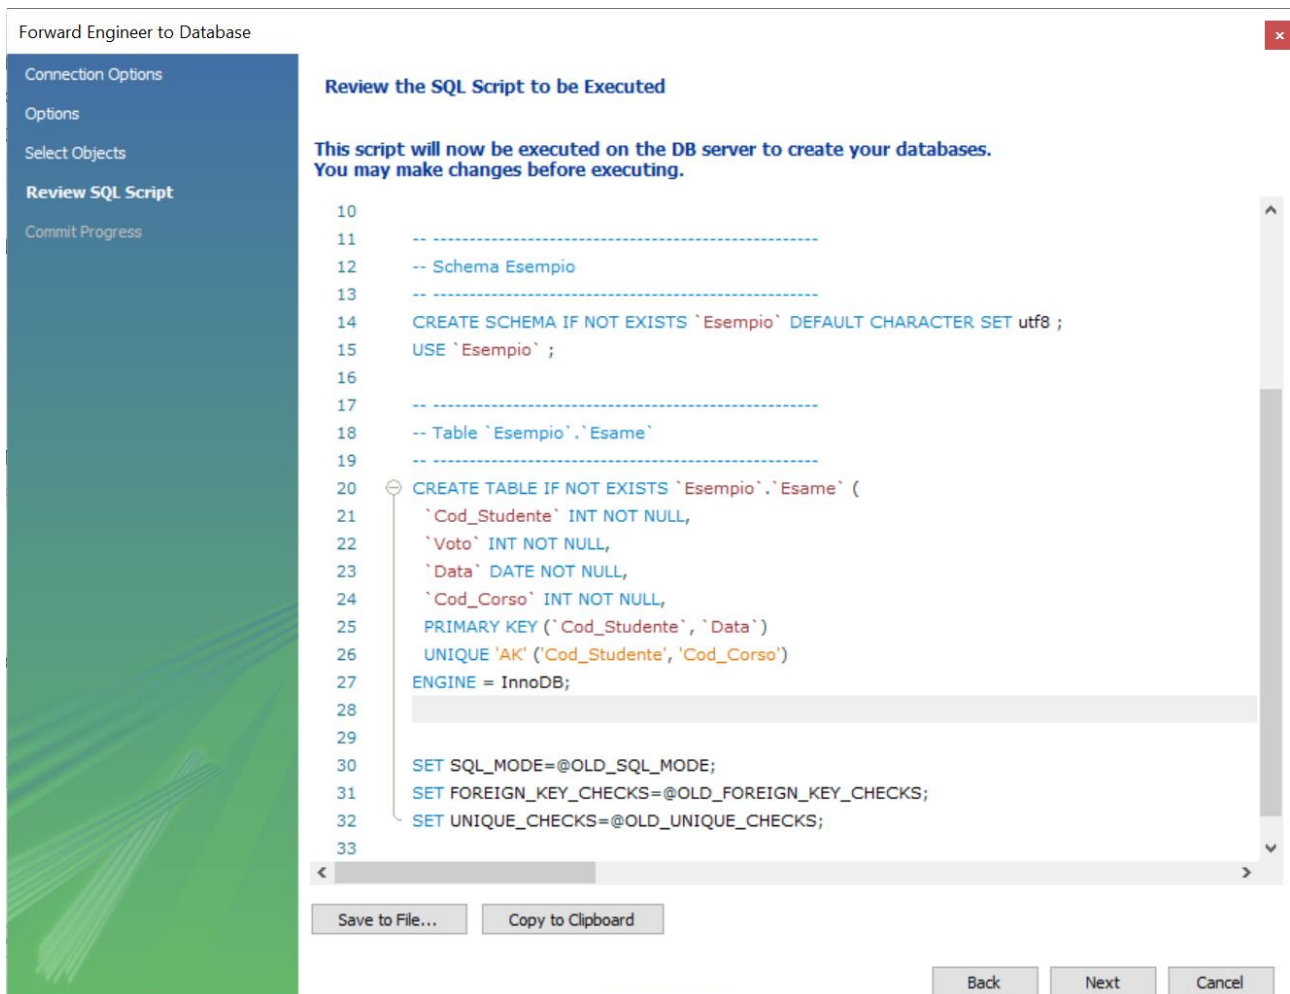 Forward Engineer to Database
x
Connection Options
Options
Select Objects
Review SQL Script
Commit Progress
Review the SQL Script to be Executed
This script will now be executed on the DB server to create your databases.
You may make changes before executing.
10
11 -- -----------------------------------------------------
12 -- Schema Esempio
13 -- -----------------------------------------------------
14 CREATE SCHEMA IF NOT EXISTS `Esempio` DEFAULT CHARACTER SET utf8 ;
15 USE `Esempio` ;
16
17 -- -----------------------------------------------------
18 -- Table `Esempio`.`Esame`
19 -- -----------------------------------------------------
20 CREATE TABLE IF NOT EXISTS `Esempio`.`Esame` (
21 `Cod_Studente` INT NOT NULL,
22 `Voto` INT NOT NULL,
23 `Data` DATE NOT NULL,
24 `Cod_Corso` INT NOT NULL,
25 PRIMARY KEY (`Cod_Studente`, `Data`)
26 UNIQUE 'AK' ('Cod_Studente', 'Cod_Corso')
27 ENGINE = InnoDB;
28
29
30 SET SQL_MODE=@OLD_SQL_MODE;
31 SET FOREIGN_KEY_CHECKS=@OLD_FOREIGN_KEY_CHECKS;
32 SET UNIQUE_CHECKS=@OLD_UNIQUE_CHECKS;
33
Save to File... Copy to Clipboard
Back Next Cancel